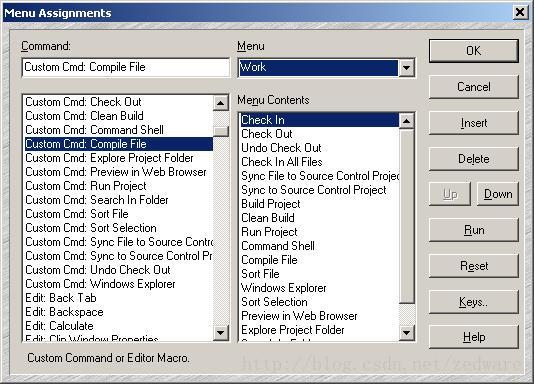 Menu Assignments
Command:
Custom Cmd: Compile File
Custom Cmd: Check Out
Custom Cmd: Clean Build
Custom Cmd: Command Shell
Custom Cmd: Compile File
Custom Cmd: Explore Project Folder
Custom Cmd: Preview in Web Browser
Custom Cmd: Run Project
Custom Cmd: Search In Folder
Custom Cmd: Sort File
Custom Cmd: Sort Selection
Custom Cmd: Sync File to Source Contro
Custom Cmd: Sync to Source Control Pr
Custom Cmd: Undo Check Out
Custom Cmd: Windows Explorer
Edit: Back Tab
Edit: Backspace
Edit: Calculate
Edit: Clip Window Properties
Custom Command or Editor Macro.
Menu
Work
Menu Contents
Check In
Check Out
Undo Check Out
Check In All Files
Sync File to Source Control Projec
Sync to Source Control Project
Build Project
Clean Build
Run Project
Command Shell
Compile File
Sort File
Windows Explorer
Sort Selection
Preview in Web Browser
Explore Project Folder
OK
Cancel
Insert
Delete
Up Down
Run
Reset
Keys..
Help
http://blog.csdn.net/zedware